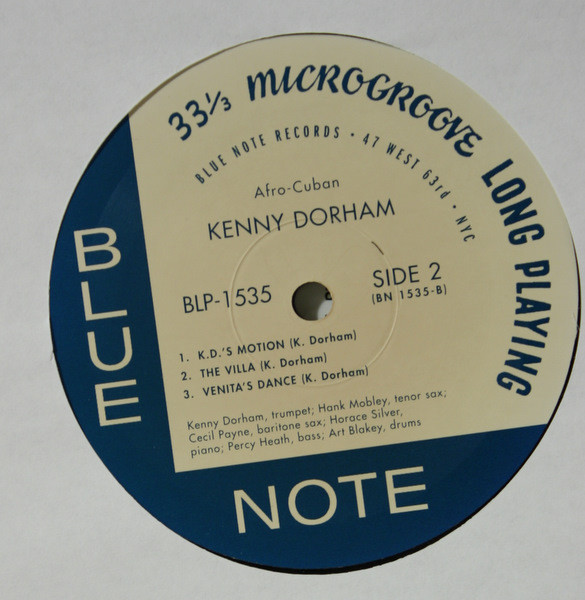 33⅓ MICROGROOVE LONG PLAYING
BLUE NOTE RECORDS • 47 WEST 63rd • NYC
Afro-Cuban
KENNY DORHAM
BLP-1535
SIDE 2
(BN 1535-B)
1. K.D.'S MOTION (K. Dorham)
2. THE VILLA (K. Dorham)
3. VENITA'S DANCE (K. Dorham)
Kenny Dorham, trumpet; Hank Mobley, tenor sax;
Cecil Payne, baritone sax; Horace Silver,
piano; Percy Heath, bass; Art Blakey, drums
BLUE
NOTE